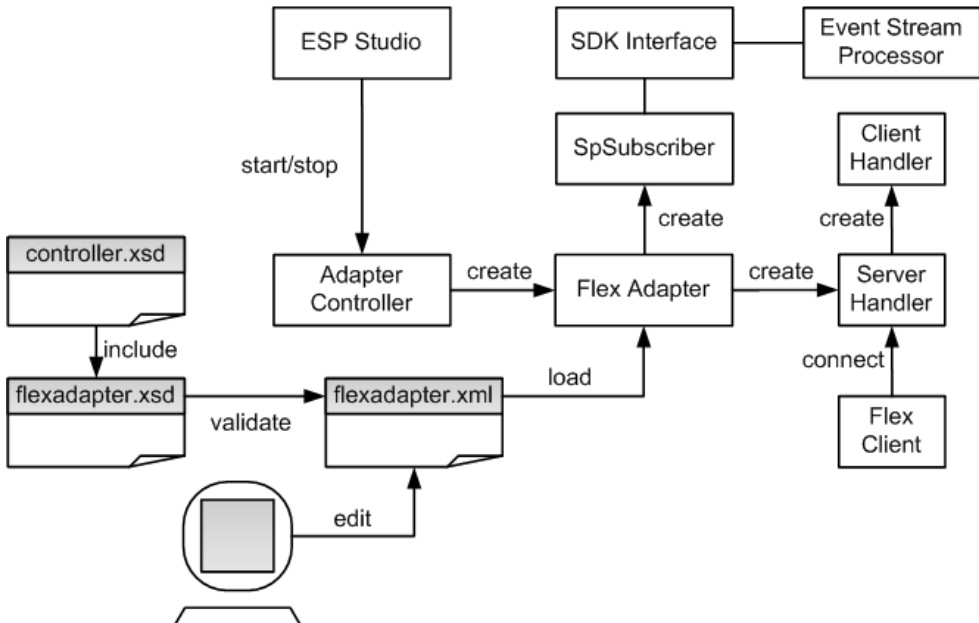 ESP Studio
SDK Interface
Event Stream
Processor
SpSubscriber
Client
Handler
start/stop
create
create
controller.xsd
Adapter
Controller
create
Flex Adapter
create
Server
Handler
include
connect
flexadapter.xsd
validate
flexadapter.xml
load
Flex
Client
edit